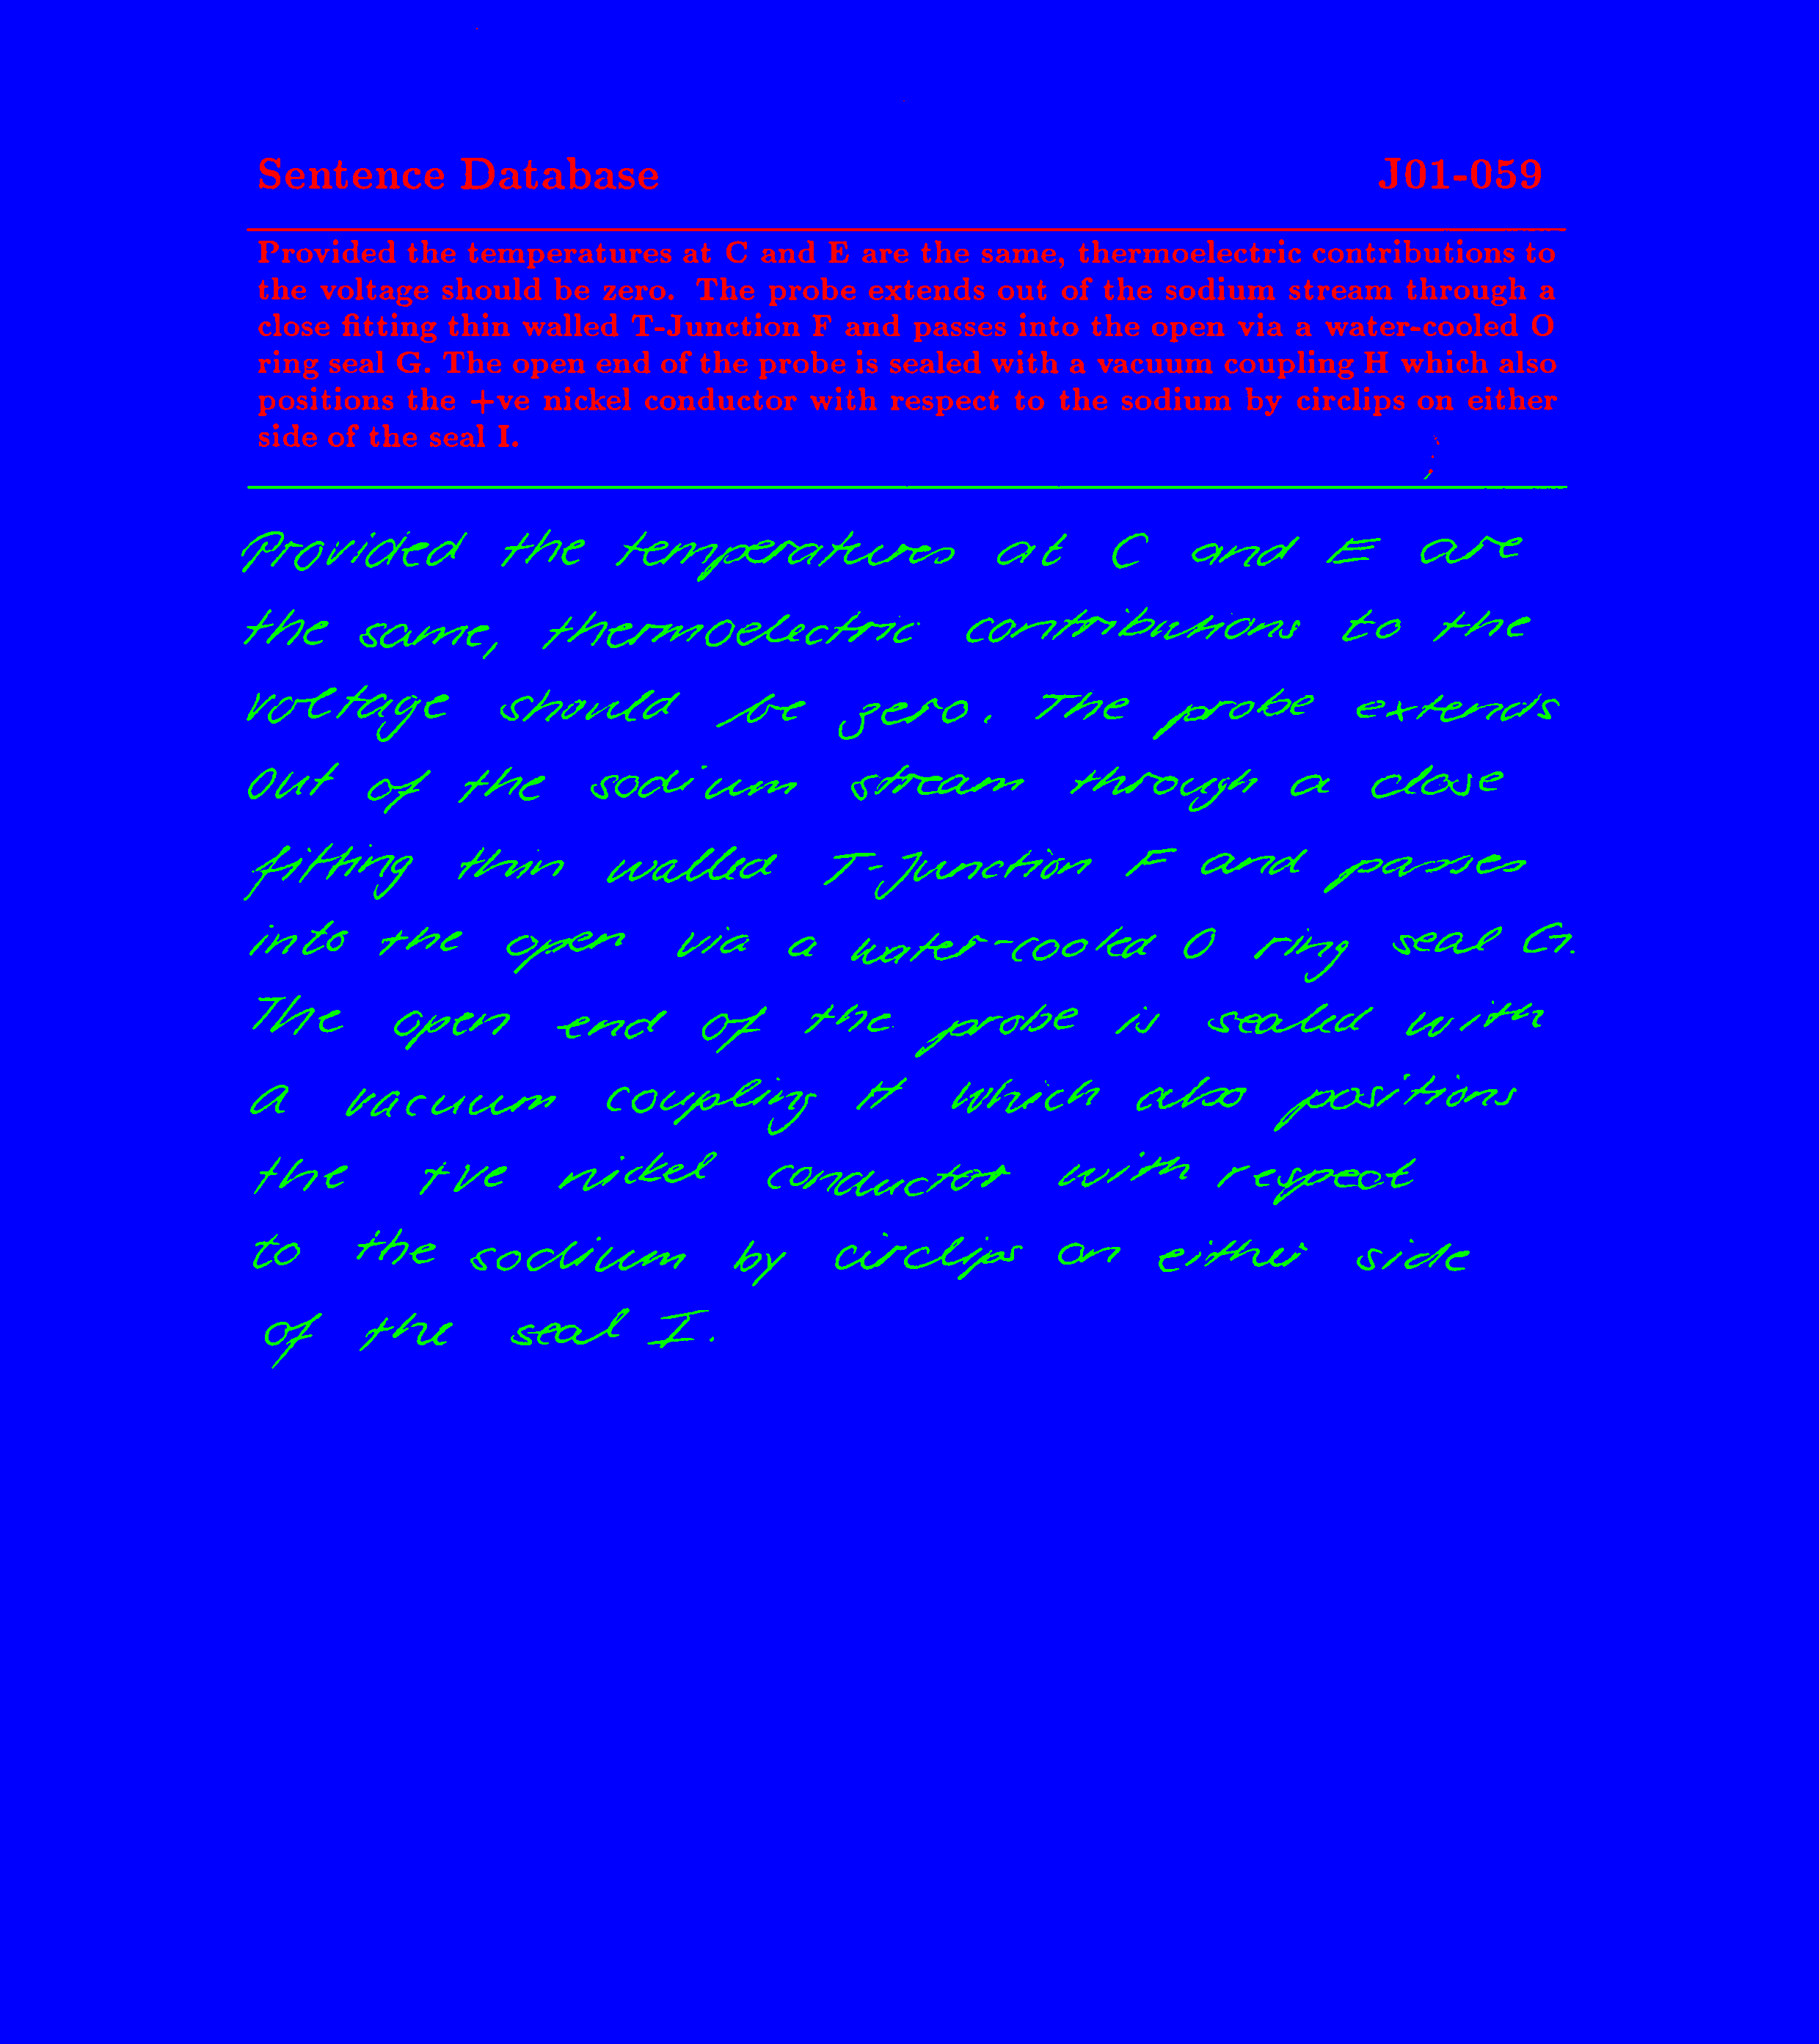 Sentence Database J01-059
Provided the temperatures at C and E are the same, thermoelectric contributions to
the voltage should be zero. The probe extends out of the sodium stream through a
close fitting thin walled T-Junction F and passes into the open via a water-cooled O
ring seal G. The open end of the probe is sealed with a vacuum coupling H which also
positions the +ve nickel conductor with respect to the sodium by circlips on either
side of the seal I.
Provided the temperatures at C and E are
the same, thermoelectric contributions to the
voltage should be zero. The probe extends
out of the sodium stream through a close
fitting thin walled T-Junction F and passes
into the open via a water-cooled O ring seal G.
The open end of the probe is sealed with
a vacuum coupling H which also positions
the +ve nickel conductor with respect
to the sodium by circlips on either side
of the seal I.